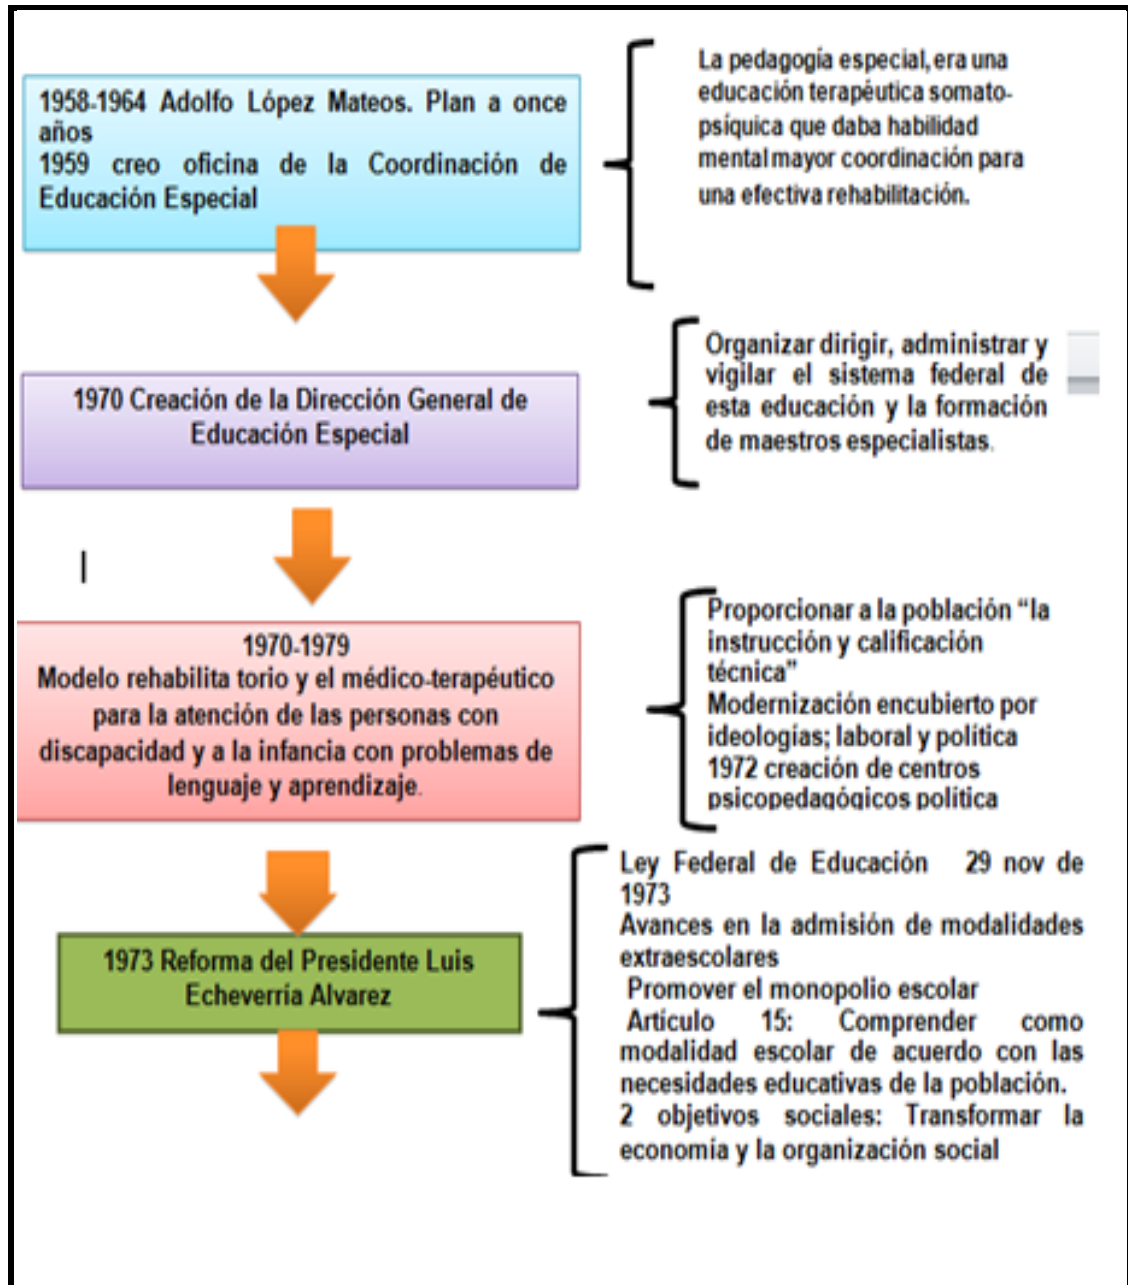 1958-1964 Adolfo López Mateos. Plan a once
años
1959 creo oficina de la Coordinación de
Educación Especial
La pedagogía especial, era una
educación terapéutica somato-
psíquica que daba habilidad
mental mayor coordinación para
una efectiva rehabilitación.
1970 Creación de la Dirección General de
Educación Especial
Organizar dirigir, administrar y
vigilar el sistema federal de
esta educación y la formación
de maestros especialistas.
1970-1979
Modelo rehabilita torio y el médico-terapéutico
para la atención de las personas con
discapacidad y a la infancia con problemas de
lenguaje y aprendizaje.
Proporcionar a la población “la
instrucción y calificación
técnica”
Modernización encubierto por
ideologías; laboral y política
1972 creación de centros
psicopedagógicos política
1973 Reforma del Presidente Luis
Echeverría Alvarez
Ley Federal de Educación 29 nov de
1973
Avances en la admisión de modalidades
extraescolares
Promover el monopolio escolar
Artículo 15: Comprender como
modalidad escolar de acuerdo con las
necesidades educativas de la población.
2 objetivos sociales: Transformar la
economía y la organización social